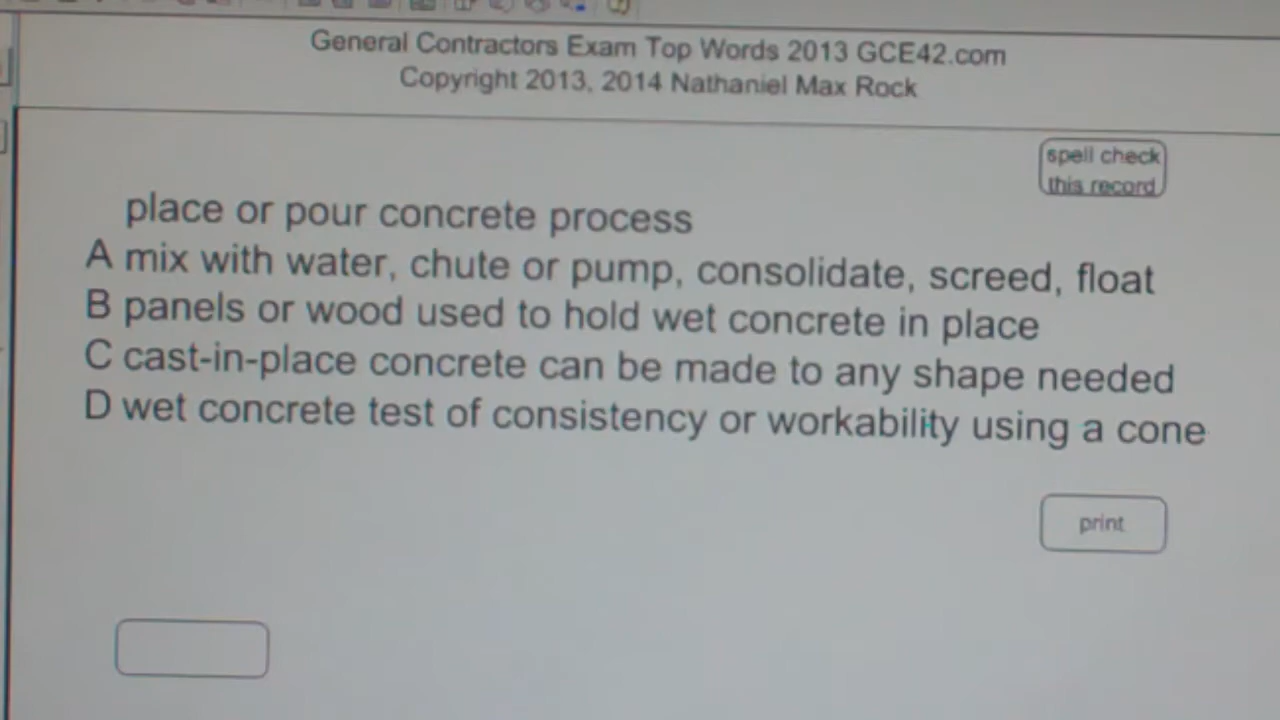 General Contractors Exam Top Words 2013 GCE42.com
Copyright 2013, 2014 Nathaniel Max Rock
spell check
this record
place or pour concrete process
A mix with water, chute or pump, consolidate, screed, float
B panels or wood used to hold wet concrete in place
C cast-in-place concrete can be made to any shape needed
D wet concrete test of consistency or workability using a cone
print